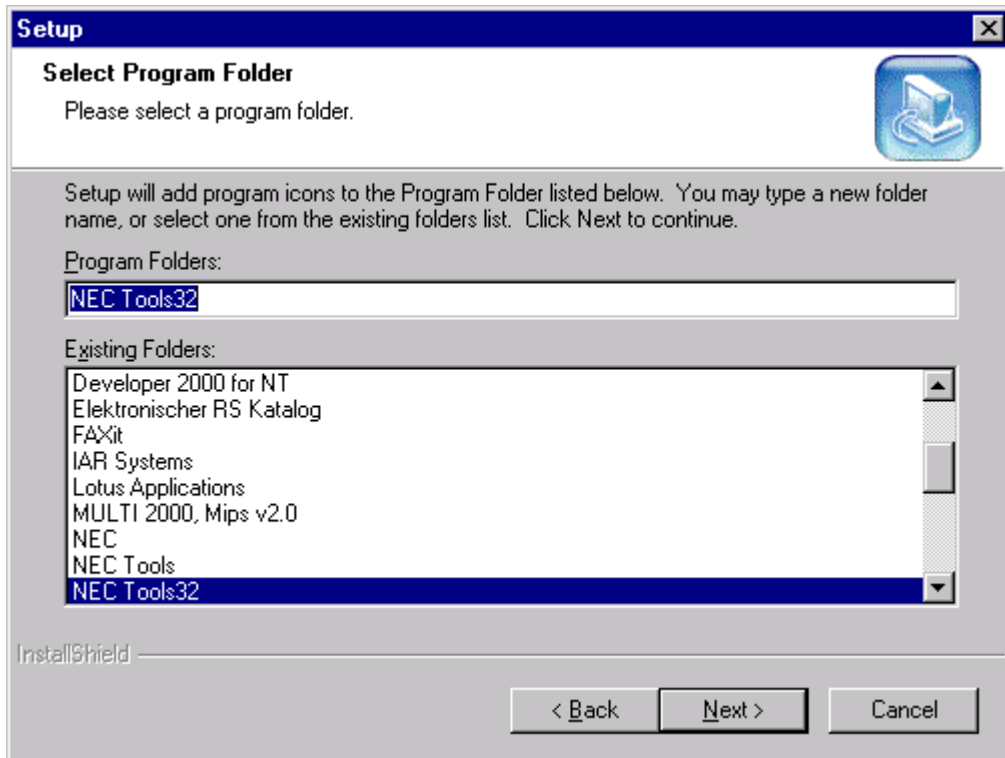 Setup
Select Program Folder
Please select a program folder.
Setup will add program icons to the Program Folder listed below. You may type a new folder
name, or select one from the existing folders list. Click Next to continue.
Program Folders:
NEC Tools32
Existing Folders:
Developer 2000 for NT
Elektronischer RS Katalog
FAXit
IAR Systems
Lotus Applications
MULTI 2000, Mips v2.0
NEC
NEC Tools
NEC Tools32
InstallShield
< Back Next > Cancel